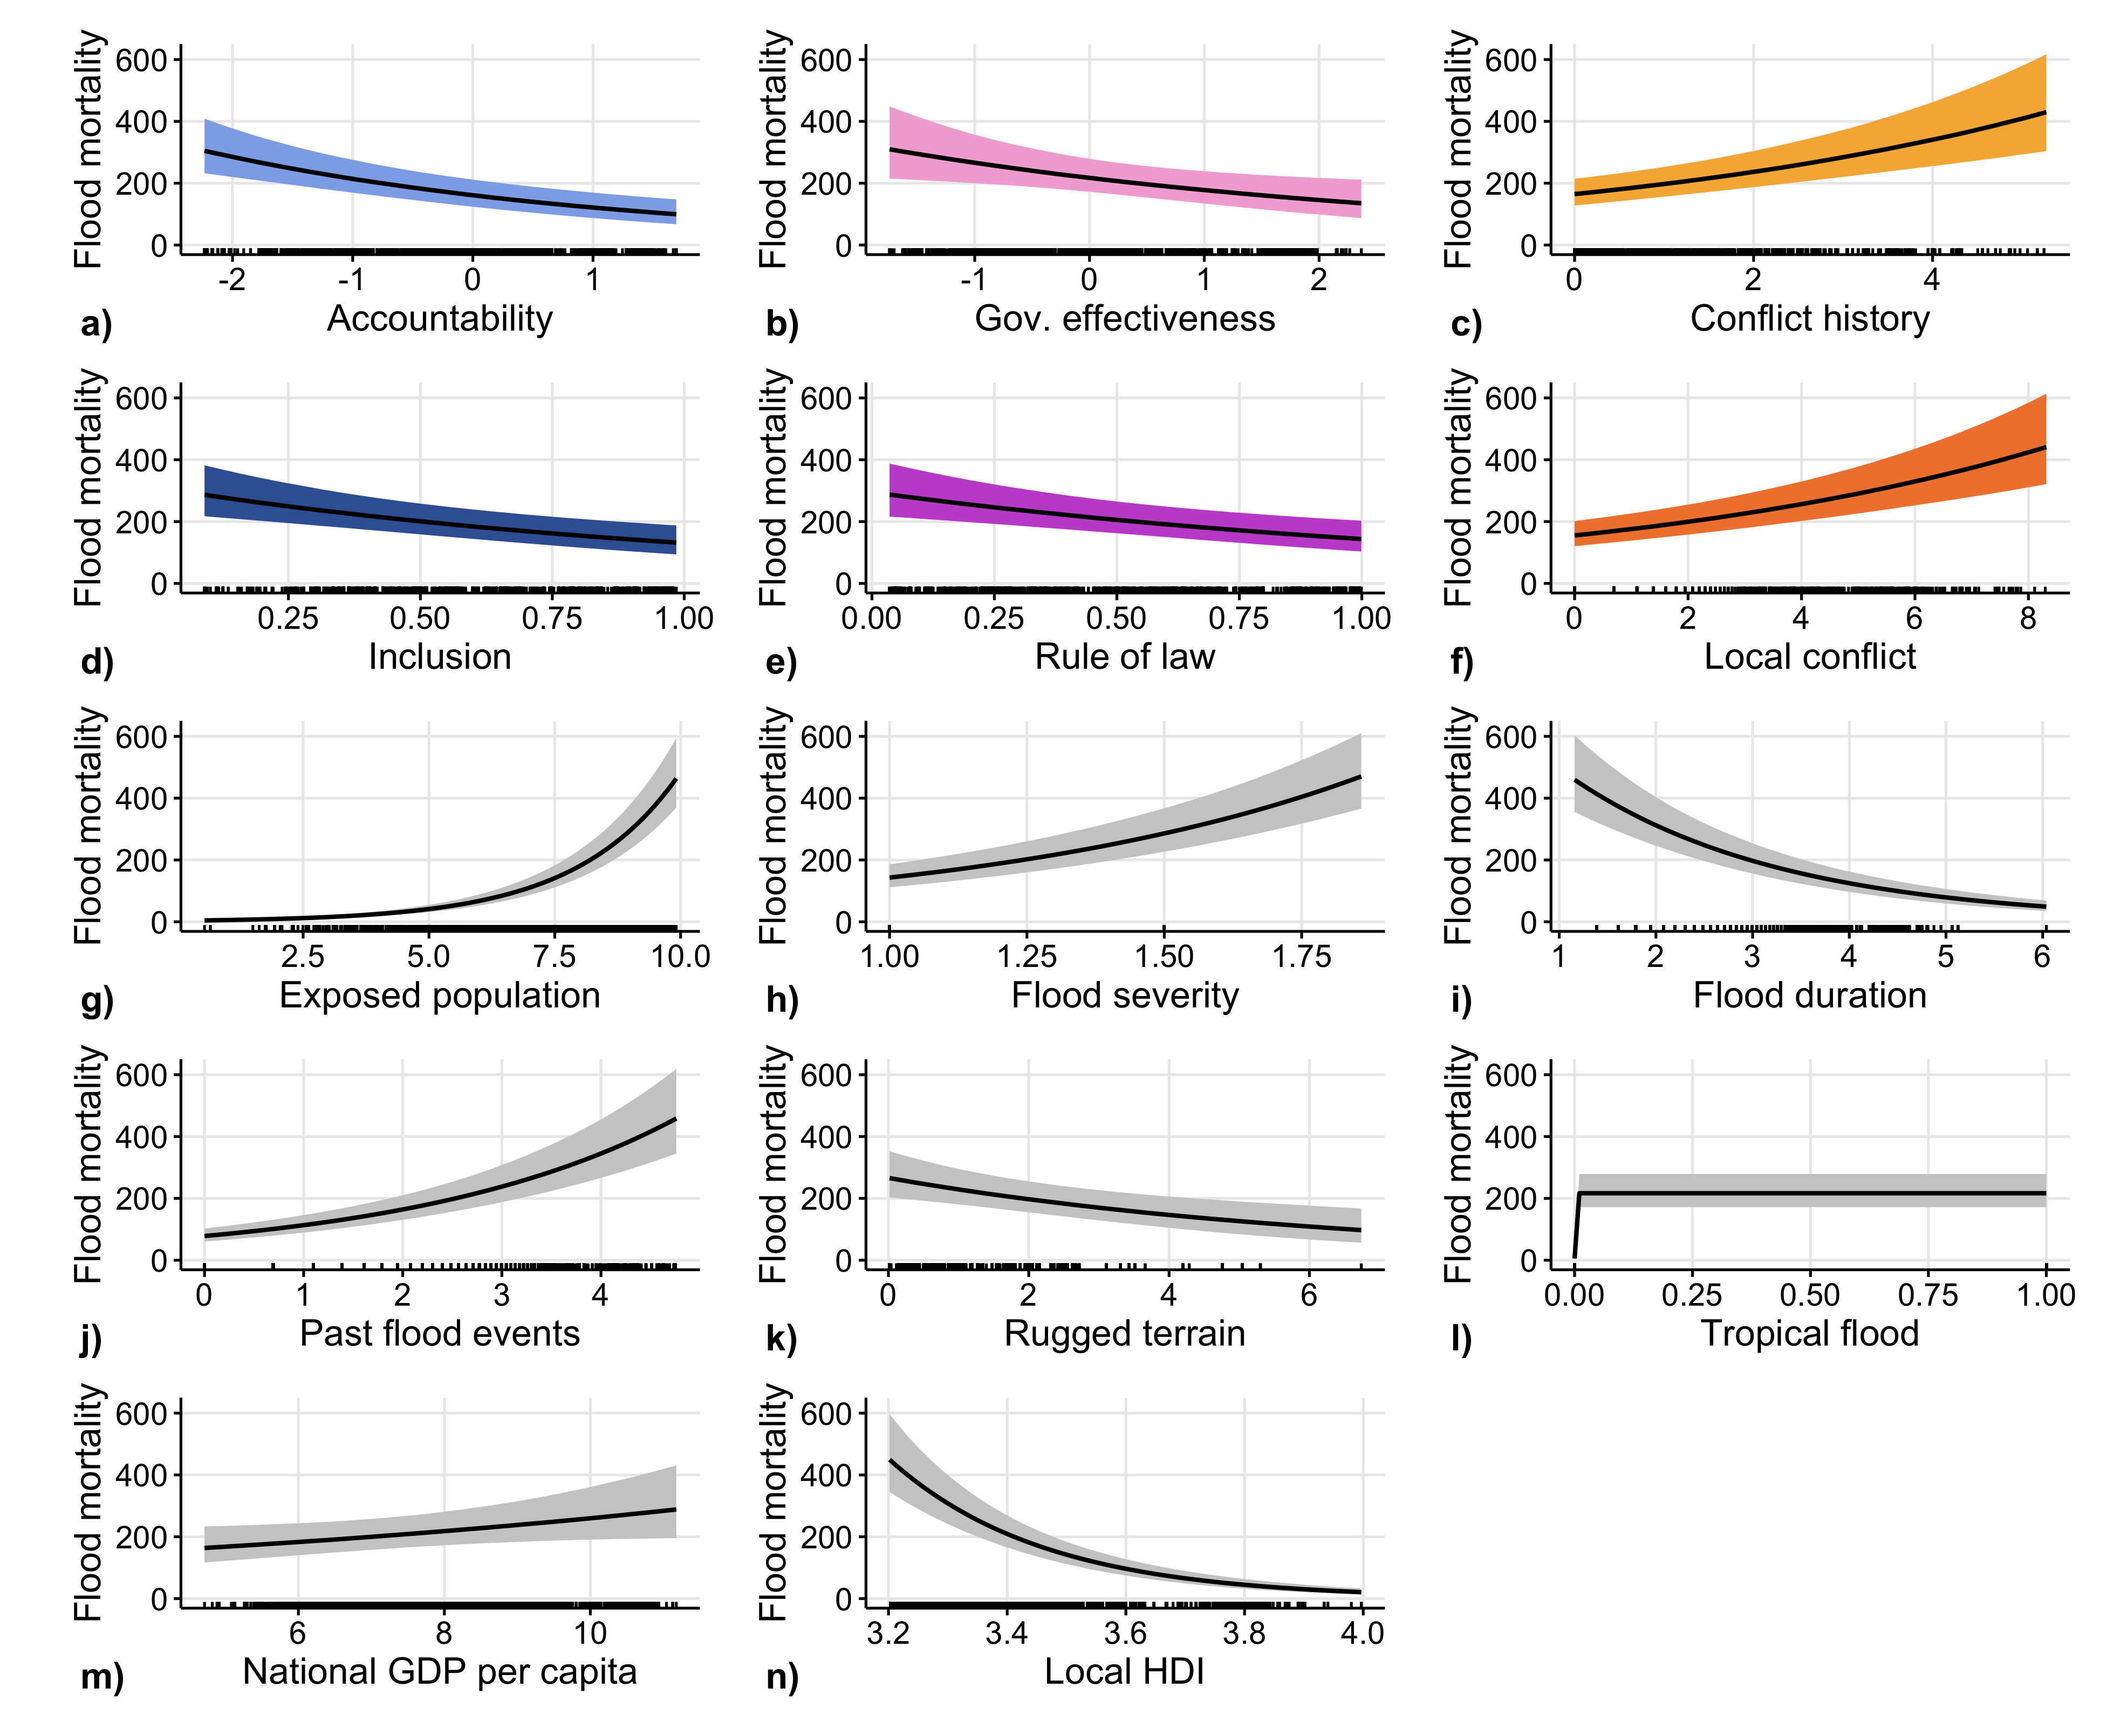 Flood mortality
600
400
200
0
-2 -1 0 1
Accountability
a)
Flood mortality
600
400
200
0
-1 0 1 2
Gov. effectiveness
b)
Flood mortality
600
400
200
0
0 2 4
Conflict history
c)
Flood mortality
600
400
200
0
0.25 0.50 0.75 1.00
Inclusion
d)
Flood mortality
600
400
200
0
0.00 0.25 0.50 0.75 1.00
Rule of law
e)
Flood mortality
600
400
200
0
0 2 4 6 8
Local conflict
f)
Flood mortality
600
400
200
0
2.5 5.0 7.5 10.0
Exposed population
g)
Flood mortality
600
400
200
0
1.00 1.25 1.50 1.75
Flood severity
h)
Flood mortality
600
400
200
0
1 2 3 4 5 6
Flood duration
i)
Flood mortality
600
400
200
0
0 1 2 3 4
Past flood events
j)
Flood mortality
600
400
200
0
0 2 4 6
Rugged terrain
k)
Flood mortality
600
400
200
0
0.00 0.25 0.50 0.75 1.00
Tropical flood
l)
Flood mortality
600
400
200
0
6 8 10
National GDP per capita
m)
Flood mortality
600
400
200
0
3.2 3.4 3.6 3.8 4.0
Local HDI
n)